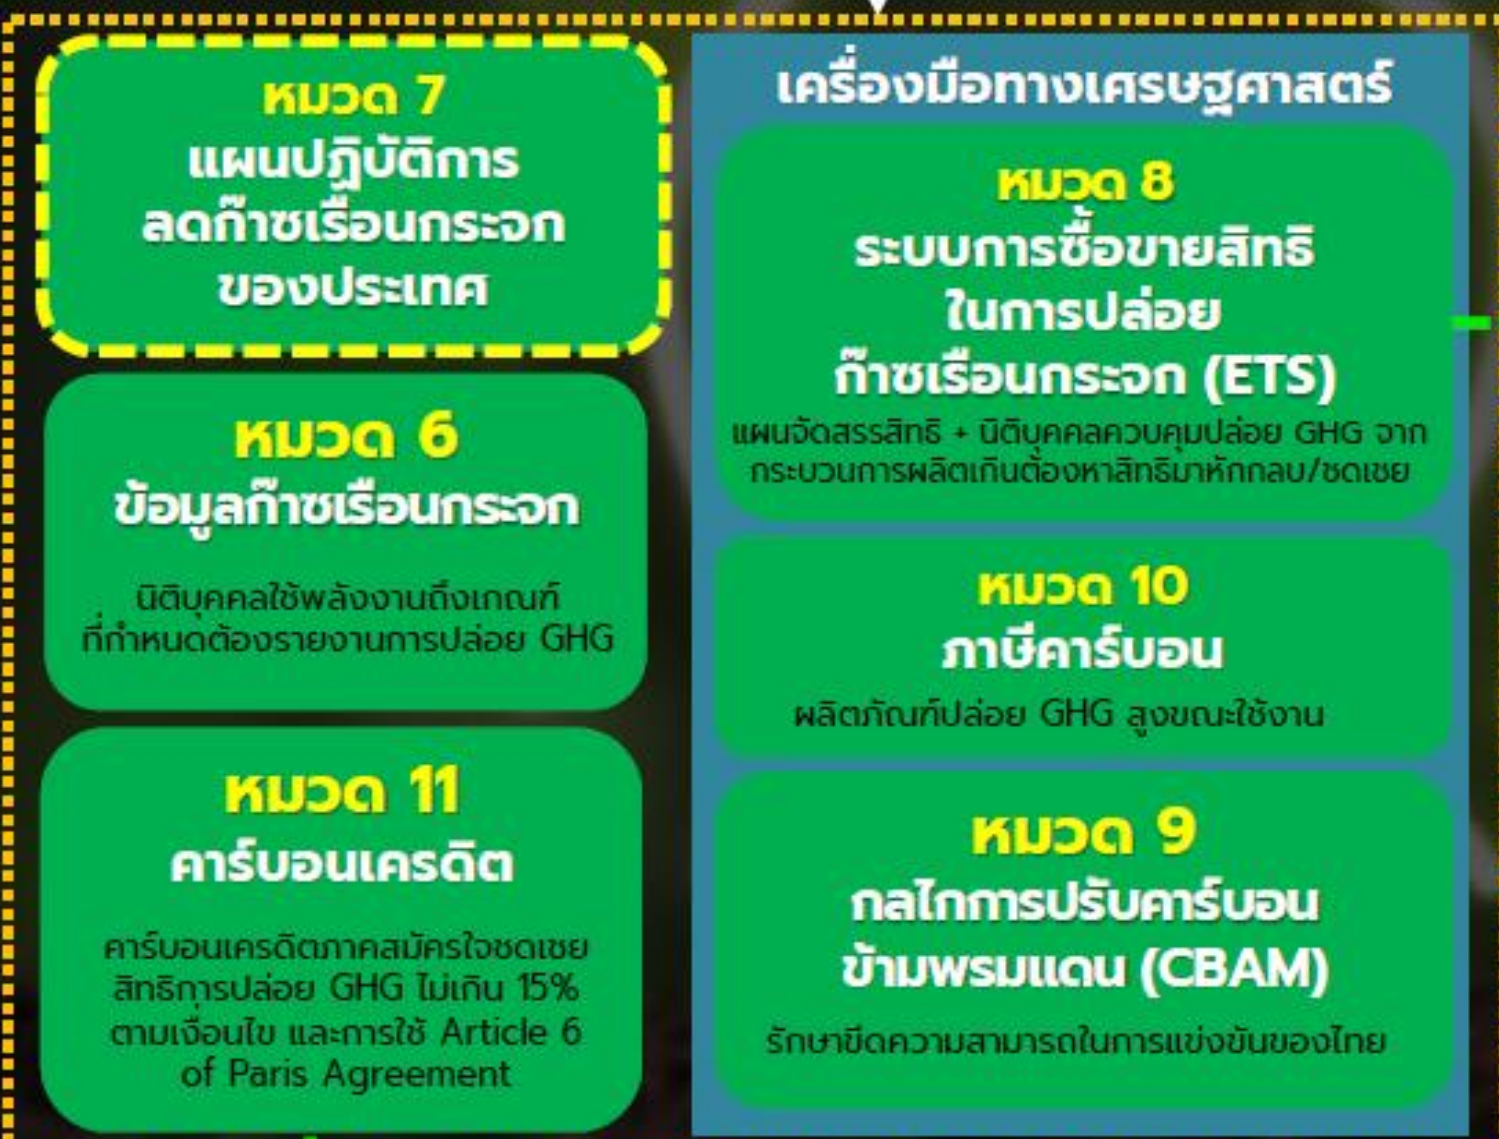 หมวด 7
แผนปฏิบัติการ
ลดก๊าซเรือนกระจก
ของประเทศ
หมวด 6
ข้อมูลก๊าซเรือนกระจก
นิติบุคคลใช้พลังงานถึงเกณฑ์
ที่กำหนดต้องรายงานการปล่อย GHG
หมวด 11
คาร์บอนเครดิต
คาร์บอนเครดิตภาคสมัครใจชดเชย
สิทธิการปล่อย GHG ไม่เกิน 15%
ตามเงื่อนไข และการใช้ Article 6
of Paris Agreement
เครื่องมือทางเศรษฐศาสตร์
หมวด 8
ระบบการซื้อขายสิทธิ
ในการปล่อย
ก๊าซเรือนกระจก (ETS)
แผนจัดสรรสิทธิ + นิติบุคคลควบคุมปล่อย GHG จาก
กระบวนการผลิตเกินต้องหาสิทธิมาหักกลบ/ชดเชย
หมวด 10
ภาษีคาร์บอน
ผลิตภัณฑ์ปล่อย GHG สูงขณะใช้งาน
หมวด 9
กลไกการปรับคาร์บอน
ข้ามพรมแดน (CBAM)
รักษาขีดความสามารถในการแข่งขันของไทย